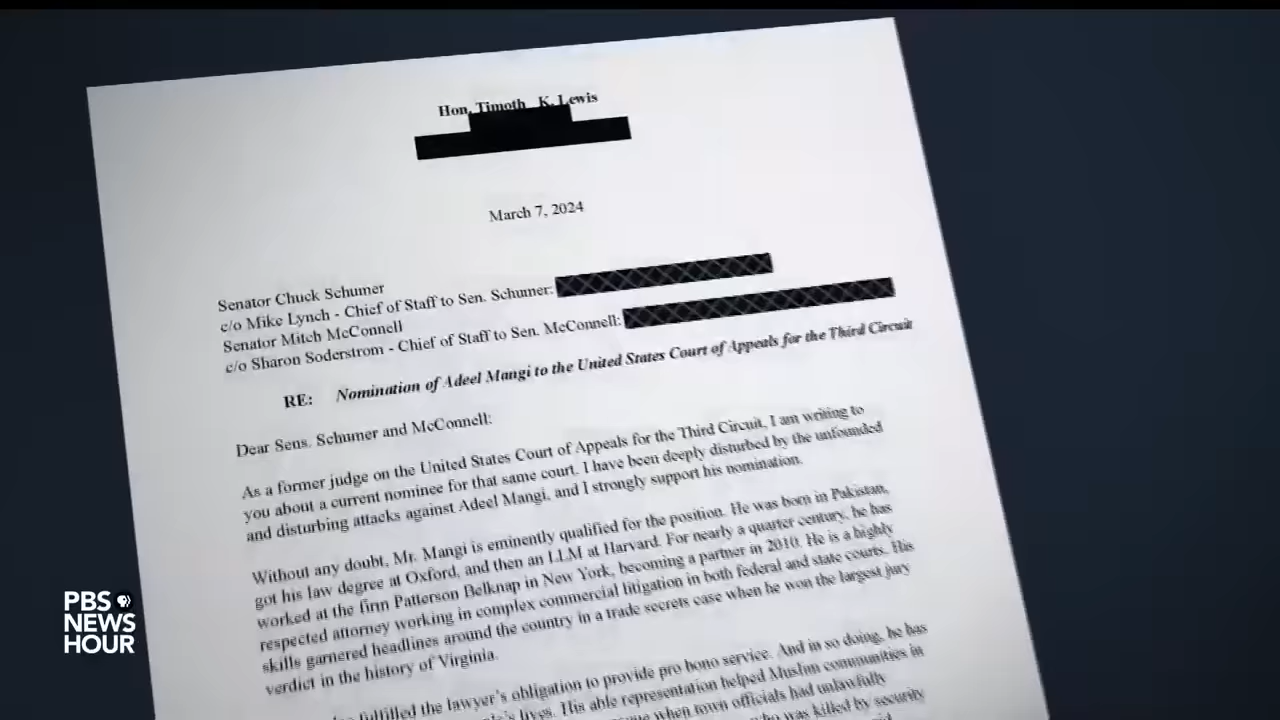 Hon. Timoth K. Lewis
March 7, 2024
Senator Chuck Schumer
c/o Mike Lynch - Chief of Staff to Sen. Schumer:
Senator Mitch McConnell
c/o Sharon Soderstrom - Chief of Staff to Sen. McConnell:
RE: Nomination of Adeel Mangi to the United States Court of Appeals for the Third Circuit
Dear Sens. Schumer and McConnell:
As a former judge on the United States Court of Appeals for the Third Circuit, I am writing to
you about a current nominee for that same court. I have been deeply disturbed by the unfounded
and disturbing attacks against Adeel Mangi, and I strongly support his nomination.
Without any doubt, Mr. Mangi is eminently qualified for the position. He was born in Pakistan,
got his law degree at Oxford, and then an LLM at Harvard. For nearly a quarter century, he has
worked at the firm Patterson Belknap in New York, becoming a partner in 2010. He is a highly
respected attorney working in complex commercial litigation in both federal and state courts. His
skills garnered headlines around the country in a trade secrets case when he won the largest jury
verdict in the history of Virginia.
fulfilled the lawyer's obligation to provide pro bono service. And in so doing, he has
lives. His able representation helped Muslim communities in
when town officials had unlawfully
who was killed by security
PBS
NEWS
HOUR